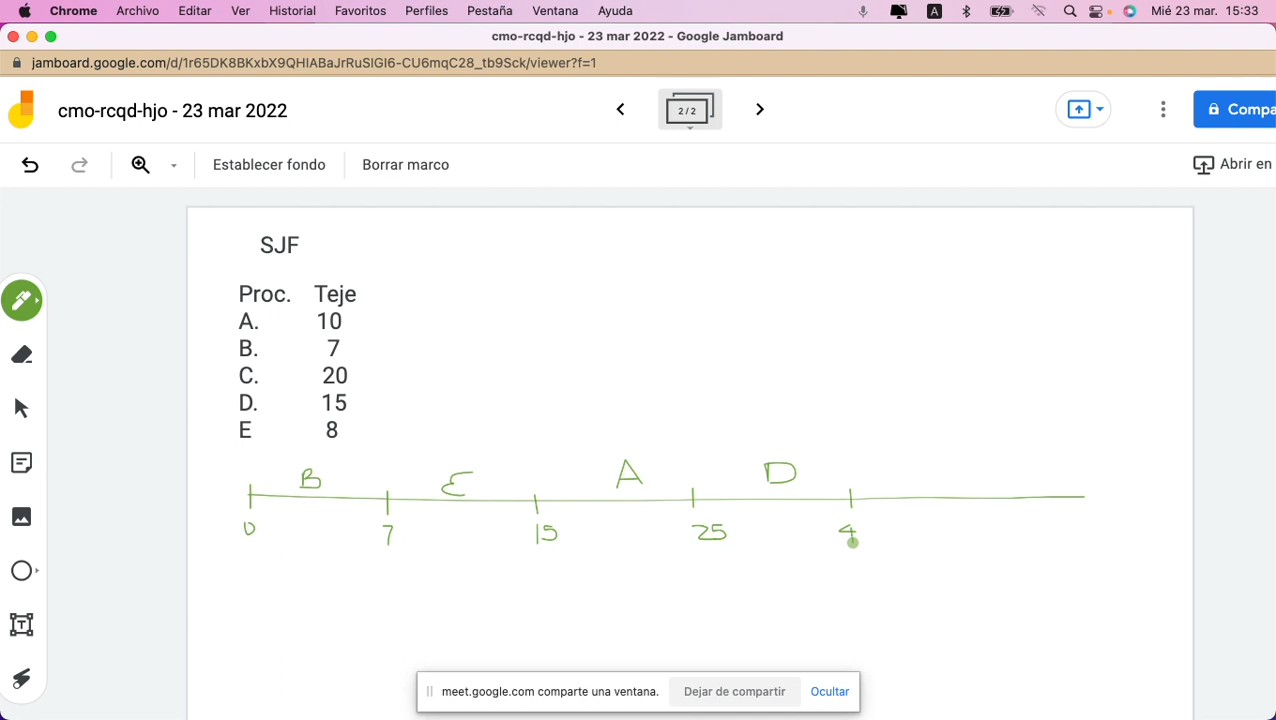 Chrome Archivo Editar Ver Historial Favoritos Perfiles Pestaña Ventana Ayuda A Mié 23 mar. 15:33
cmo-rcqd-hjo - 23 mar 2022 - Google Jamboard
jamboard.google.com/d/1r65DK8BKxbX9QHIABaJrRuSlGl6-CU6mqC28_tb9Sck/viewer?f=1
cmo-rcqd-hjo - 23 mar 2022 2 / 2 Compa
Establecer fondo Borrar marco Abrir en
SJF
Proc. Teje
A. 10
B. 7
C. 20
D. 15
E 8
B E A D
0 7 15 25 4
meet.google.com comparte una ventana. Dejar de compartir Ocultar